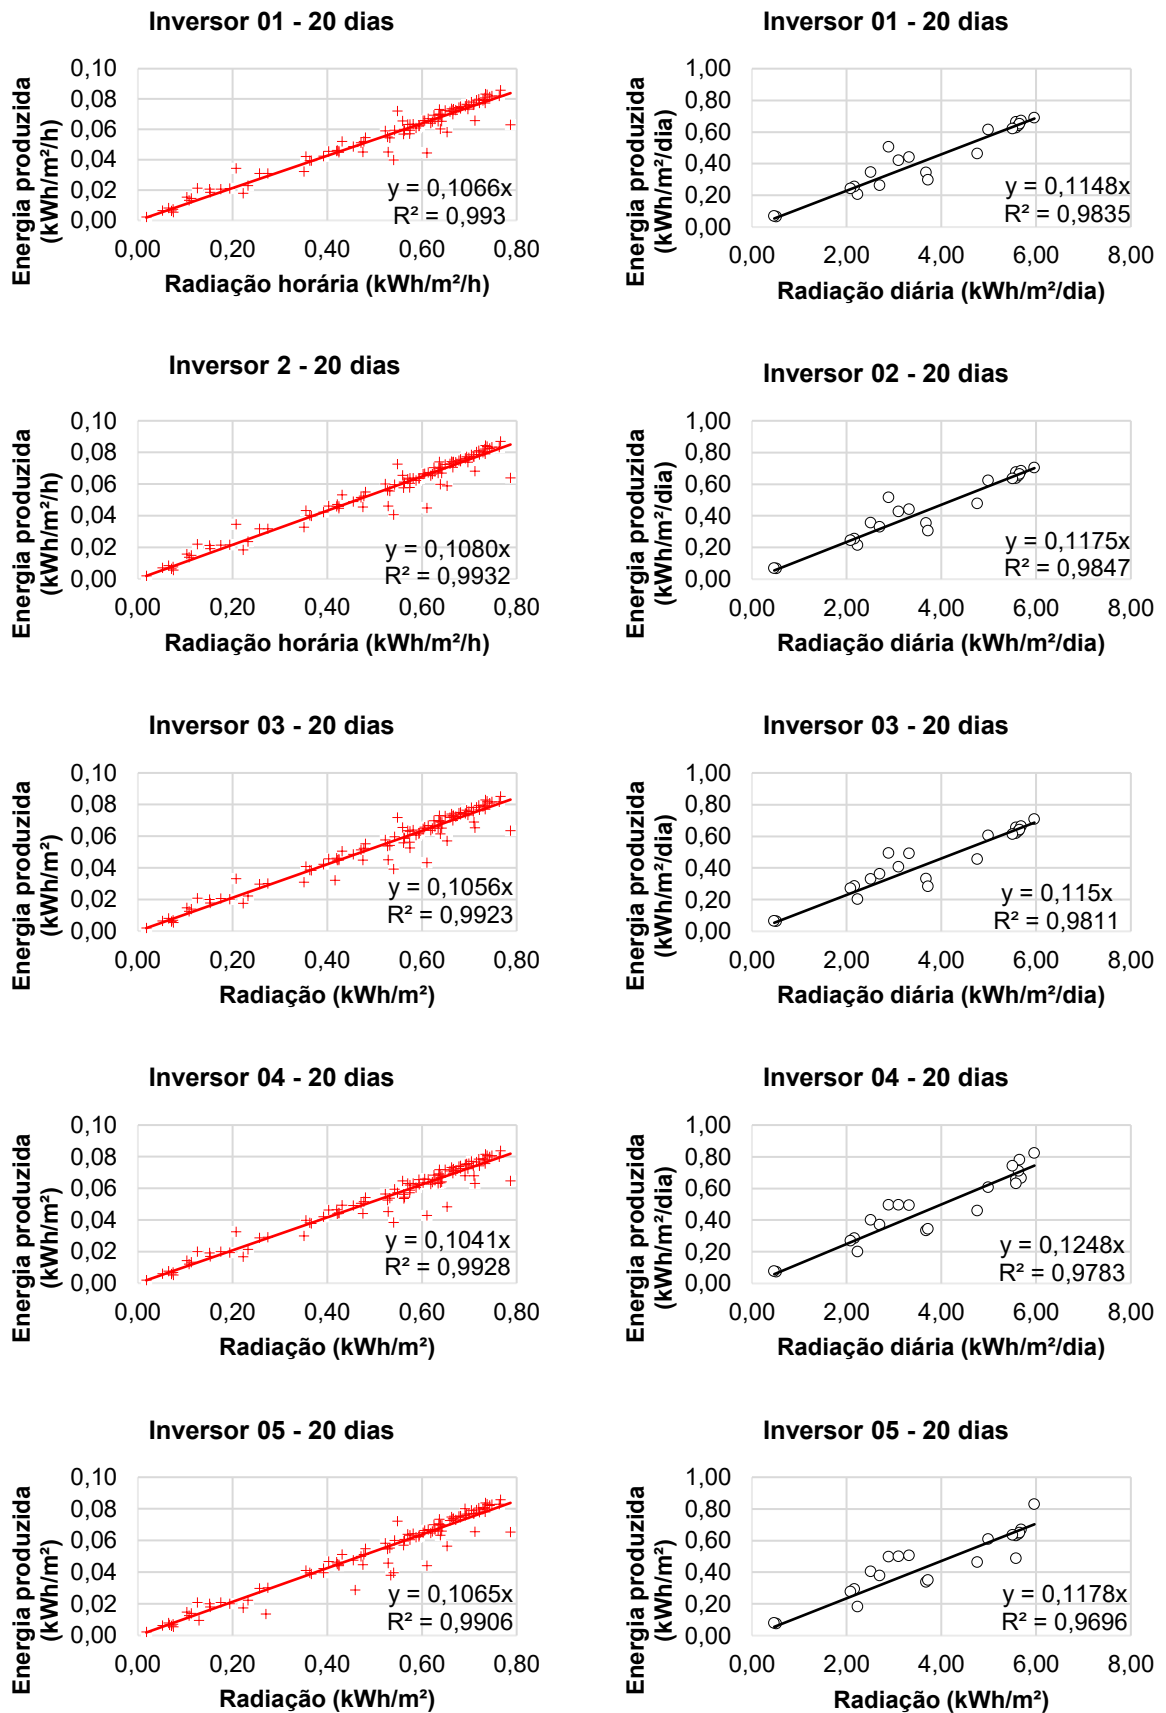 Inversor 01 - 20 dias
Energia produzida
(kWh/m²/h)
0,10
0,08
0,06
0,04
0,02
0,00
y = 0,1066x
R² = 0,993
0,00 0,20 0,40 0,60 0,80
Radiação horária (kWh/m²/h)
Inversor 01 - 20 dias
Energia produzida
(kWh/m²/dia)
1,00
0,80
0,60
0,40
0,20
0,00
y = 0,1148x
R² = 0,9835
0,00 2,00 4,00 6,00 8,00
Radiação diária (kWh/m²/dia)
Inversor 2 - 20 dias
Energia produzida
(kWh/m²/h)
0,10
0,08
0,06
0,04
0,02
0,00
y = 0,1080x
R² = 0,9932
0,00 0,20 0,40 0,60 0,80
Radiação horária (kWh/m²/h)
Inversor 02 - 20 dias
Energia produzida
(kWh/m²/dia)
1,00
0,80
0,60
0,40
0,20
0,00
y = 0,1175x
R² = 0,9847
0,00 2,00 4,00 6,00 8,00
Radiação diária (kWh/m²/dia)
Inversor 03 - 20 dias
Energia produzida
(kWh/m²)
0,10
0,08
0,06
0,04
0,02
0,00
y = 0,1056x
R² = 0,9923
0,00 0,20 0,40 0,60 0,80
Radiação (kWh/m²)
Inversor 03 - 20 dias
Energia produzida
(kWh/m²/dia)
1,00
0,80
0,60
0,40
0,20
0,00
y = 0,115x
R² = 0,9811
0,00 2,00 4,00 6,00 8,00
Radiação diária (kWh/m²/dia)
Inversor 04 - 20 dias
Energia produzida
(kWh/m²)
0,10
0,08
0,06
0,04
0,02
0,00
y = 0,1041x
R² = 0,9928
0,00 0,20 0,40 0,60 0,80
Radiação (kWh/m²)
Inversor 04 - 20 dias
Energia produzida
(kWh/m²/dia)
1,00
0,80
0,60
0,40
0,20
0,00
y = 0,1248x
R² = 0,9783
0,00 2,00 4,00 6,00 8,00
Radiação diária (kWh/m²/dia)
Inversor 05 - 20 dias
Energia produzida
(kWh/m²)
0,10
0,08
0,06
0,04
0,02
0,00
y = 0,1065x
R² = 0,9906
0,00 0,20 0,40 0,60 0,80
Radiação (kWh/m²)
Inversor 05 - 20 dias
Energia produzida
(kWh/m²)
1,00
0,80
0,60
0,40
0,20
0,00
y = 0,1178x
R² = 0,9696
0,00 2,00 4,00 6,00 8,00
Radiação (kWh/m²)